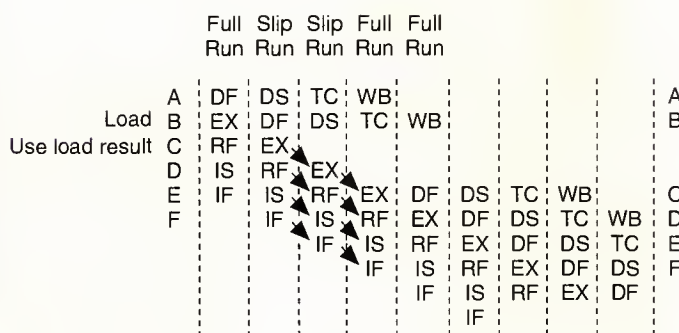 Full Slip Slip Full Full
Run Run Run Run Run
A DF DS TC WB A
Load B EX DF DS TC WB B
Use load result C RF EX
D IS RF EX
E IF IS RF EX DF DS TC WB C
F IF IS RF EX DF DS TC WB D
IF IS RF EX DF DS TC E
IF IS RF EX DF DS F
IF IS RF EX DF
IF